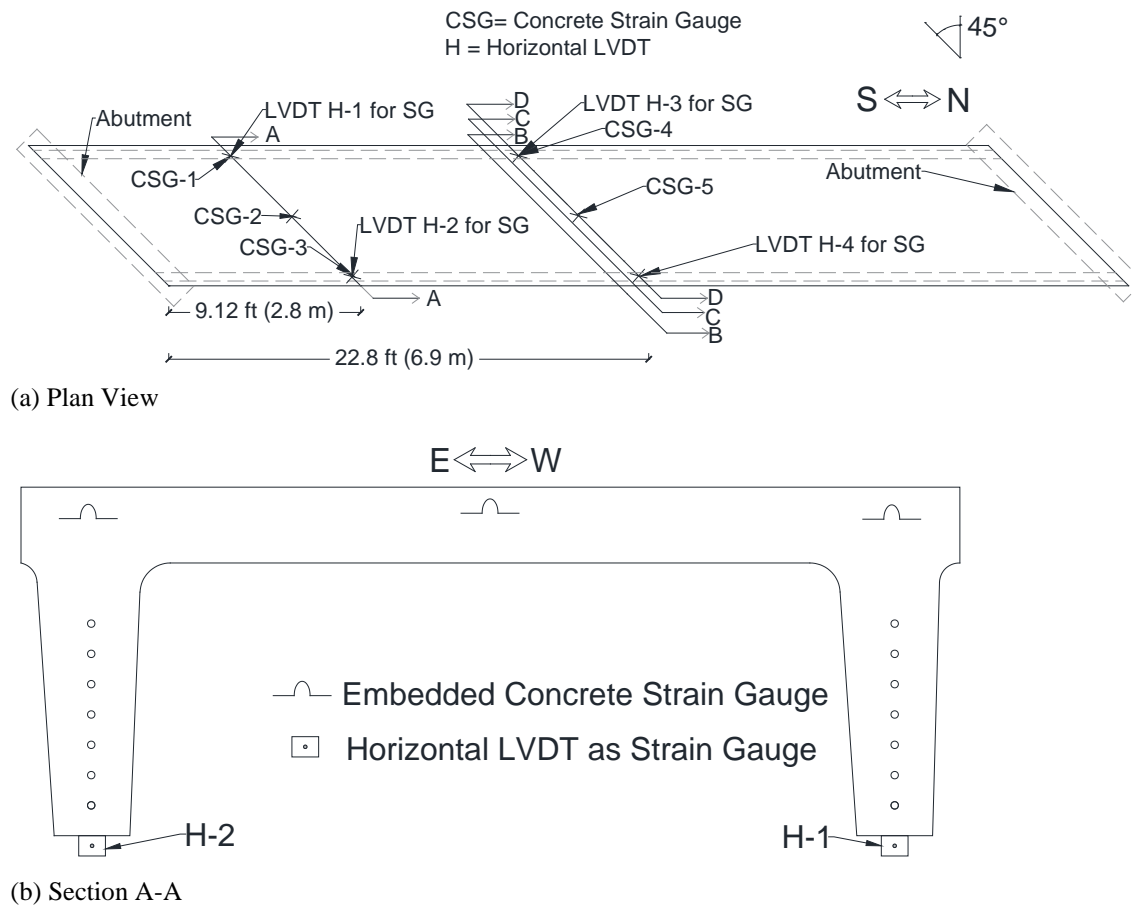 CSG= Concrete Strain Gauge
H = Horizontal LVDT
45°
S N
Abutment
LVDT H-1 for SG
A
D
C
B
LVDT H-3 for SG
CSG-4
CSG-1
CSG-5
Abutment
CSG-2
LVDT H-2 for SG
CSG-3
LVDT H-4 for SG
A
D
C
B
9.12 ft (2.8 m)
22.8 ft (6.9 m)
(a) Plan View
E W
Embedded Concrete Strain Gauge
Horizontal LVDT as Strain Gauge
H-2
H-1
(b) Section A-A